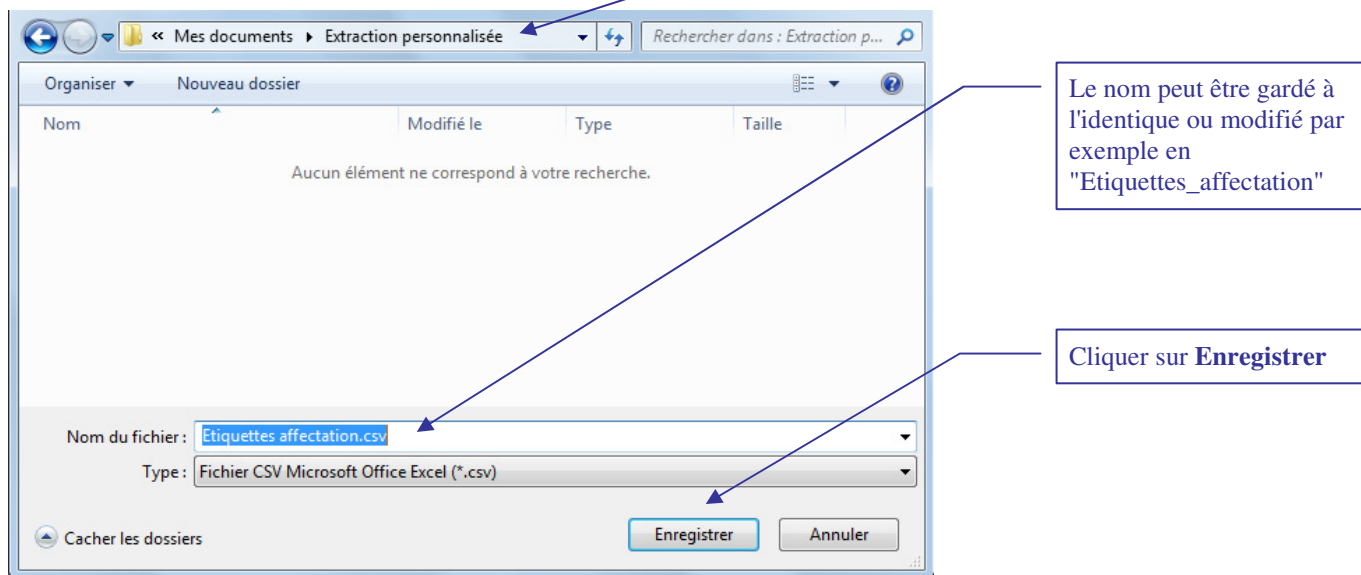 « Mes documents ▸ Extraction personnalisée
Rechercher dans : Extraction p...
Organiser Nouveau dossier
Nom Modifié le Type Taille
Aucun élément ne correspond à votre recherche.
Le nom peut être gardé à
l'identique ou modifié par
exemple en
"Etiquettes_affectation"
Cliquer sur Enregistrer
Nom du fichier : Etiquettes affectation.csv
Type : Fichier CSV Microsoft Office Excel (*.csv)
Cacher les dossiers Enregistrer Annuler